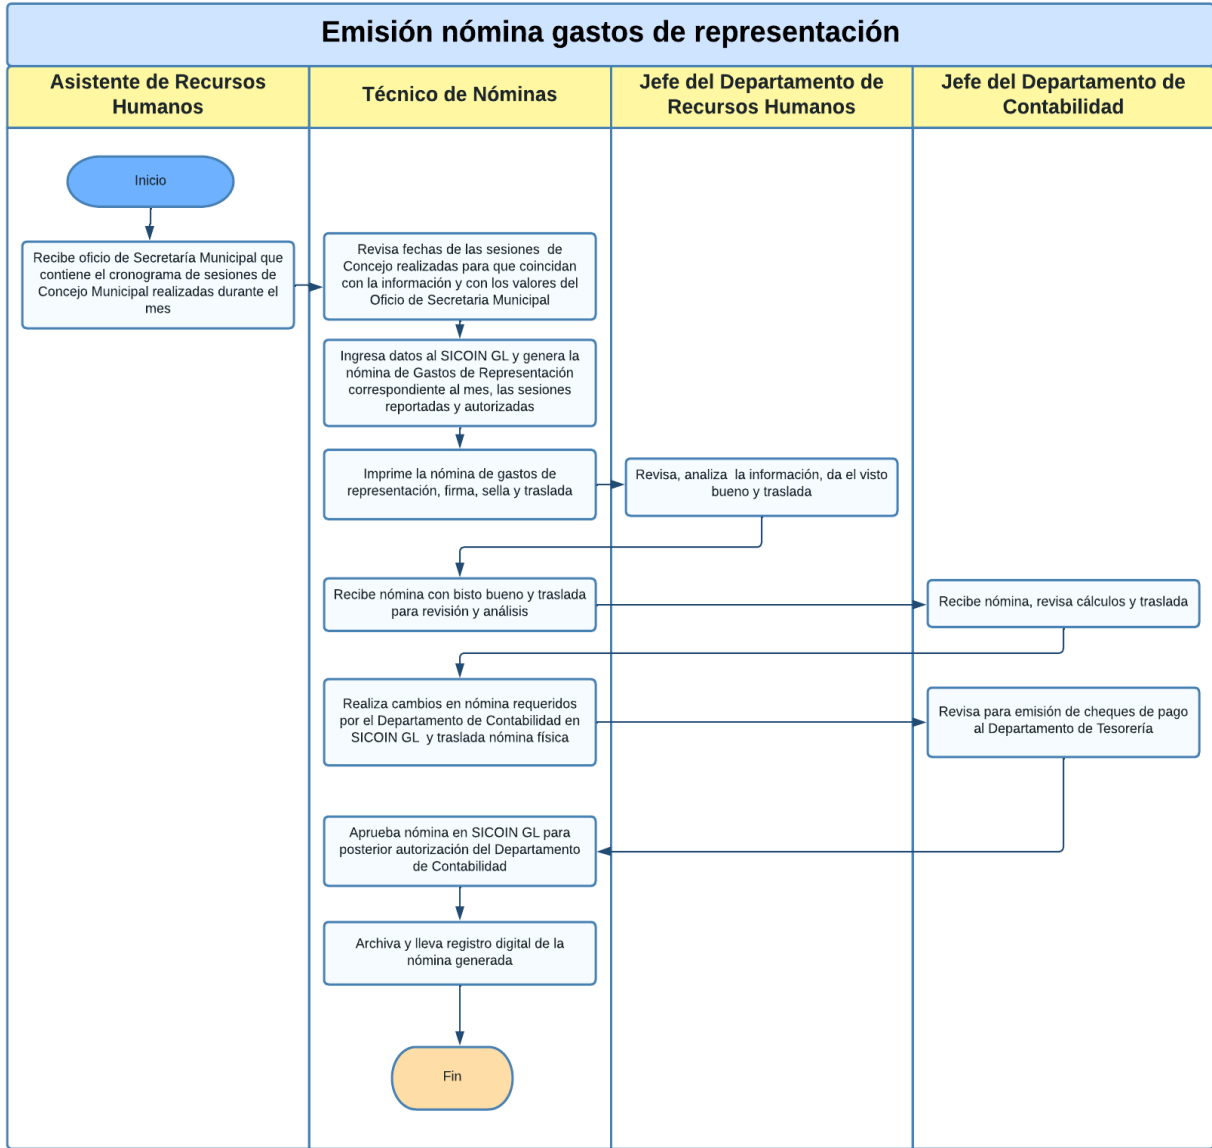 Emisión nómina gastos de representación
Asistente de Recursos
Humanos
Técnico de Nóminas
Jefe del Departamento de
Recursos Humanos
Jefe del Departamento de
Contabilidad
Inicio
Recibe oficio de Secretaría Municipal que
contiene el cronograma de sesiones de
Concejo Municipal realizadas durante el
mes
Revisa fechas de las sesiones de
Concejo realizadas para que coincidan
con la información y con los valores del
Oficio de Secretaria Municipal
Ingresa datos al SICOIN GL y genera la
nómina de Gastos de Representación
correspondiente al mes, las sesiones
reportadas y autorizadas
Imprime la nómina de gastos de
representación, firma, sella y traslada
Revisa, analiza la información, da el visto
bueno y traslada
Recibe nómina con bisto bueno y traslada
para revisión y análisis
Recibe nómina, revisa cálculos y traslada
Realiza cambios en nómina requeridos
por el Departamento de Contabilidad en
SICOIN GL y traslada nómina física
Revisa para emisión de cheques de pago
al Departamento de Tesorería
Aprueba nómina en SICOIN GL para
posterior autorización del Departamento
de Contabilidad
Archiva y lleva registro digital de la
nómina generada
Fin